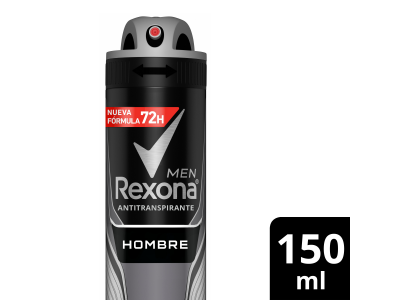 NUEVA
FÓRMULA 72H
MEN
Rexona®
ANTITRANSPIRANTE
HOMBRE
150
ml